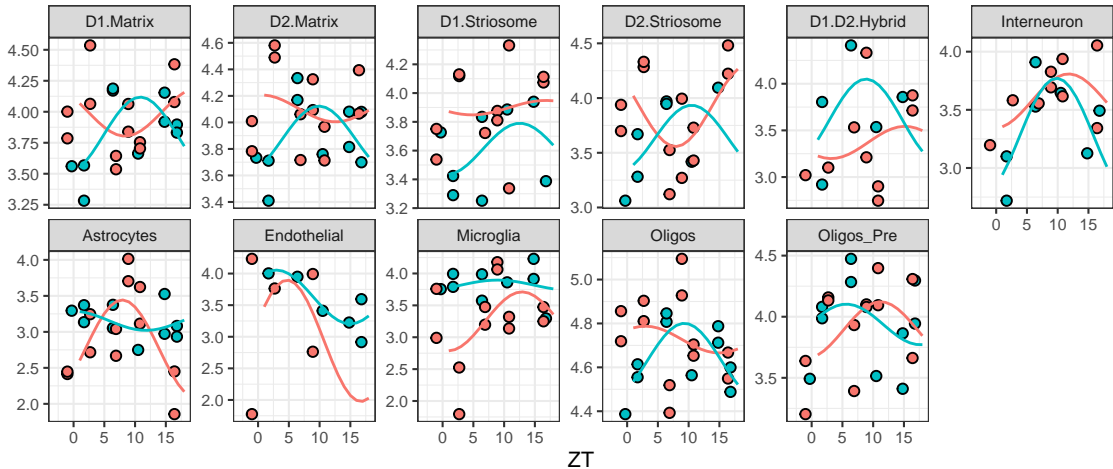 D1.Matrix D2.Matrix D1.Striosome D2.Striosome D1.D2.Hybrid Interneuron
4.50 4.25 4.00 3.75 3.50 3.25
4.6 4.4 4.2 4.0 3.8 3.6 3.4
4.4 4.0 3.6 3.2
4.5 4.0 3.5 3.0
4.0 3.5 3.0
4.0 3.5 3.0
0 5 10 15
Astrocytes Endothelial Microglia Oligos Oligos_Pre
4.0 3.5 3.0 2.5 2.0
4.0 3.5 3.0 2.5 2.0
4.0 3.5 3.0 2.5 2.0
5.0 4.8 4.6 4.4
4.5 4.0 3.5
0 5 10 15
0 5 10 15
0 5 10 15
0 5 10 15
0 5 10 15
ZT